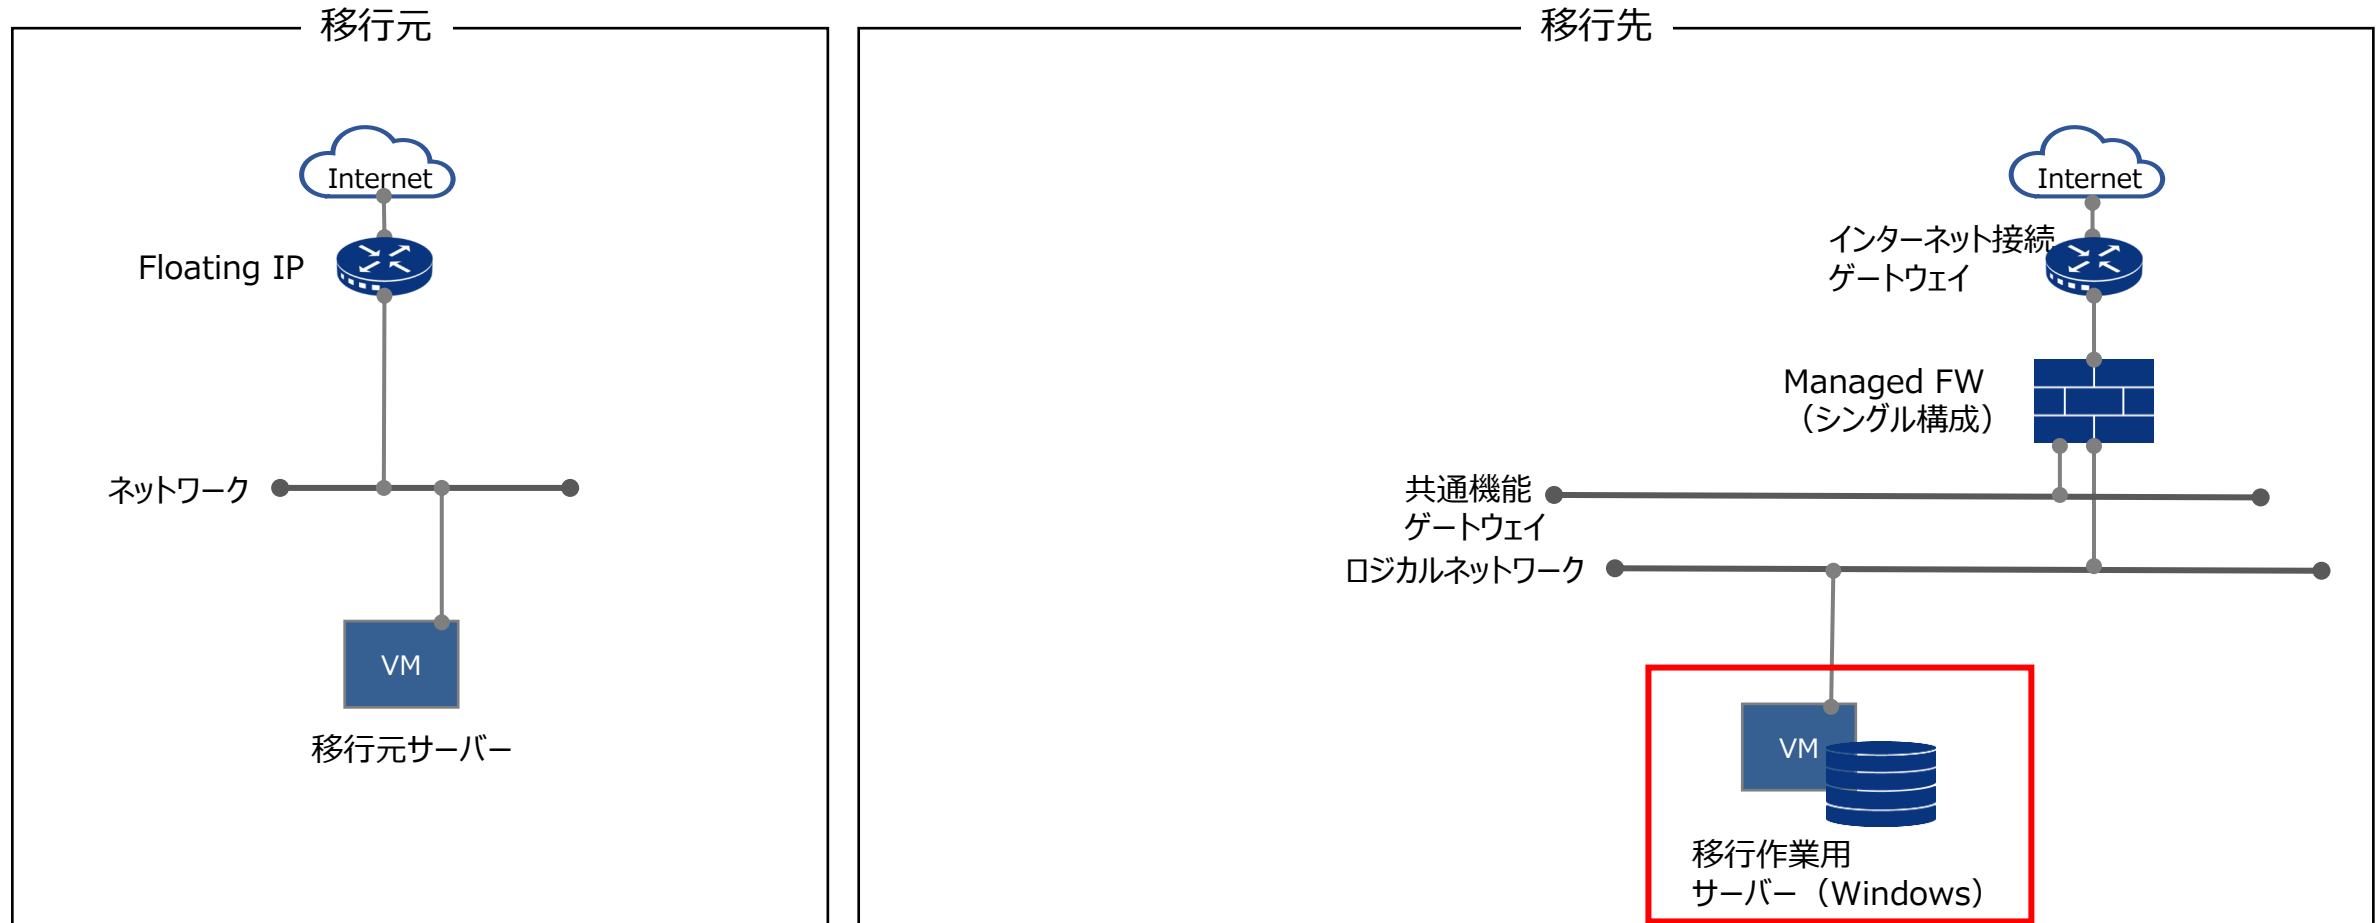 移行元
Internet
Floating IP
ネットワーク
VM
移行元サーバー
移行先
Internet
インターネット接続
ゲートウェイ
Managed FW
（シングル構成）
共通機能
ゲートウェイ
ロジカルネットワーク
VM
移行作業用
サーバー（Windows）